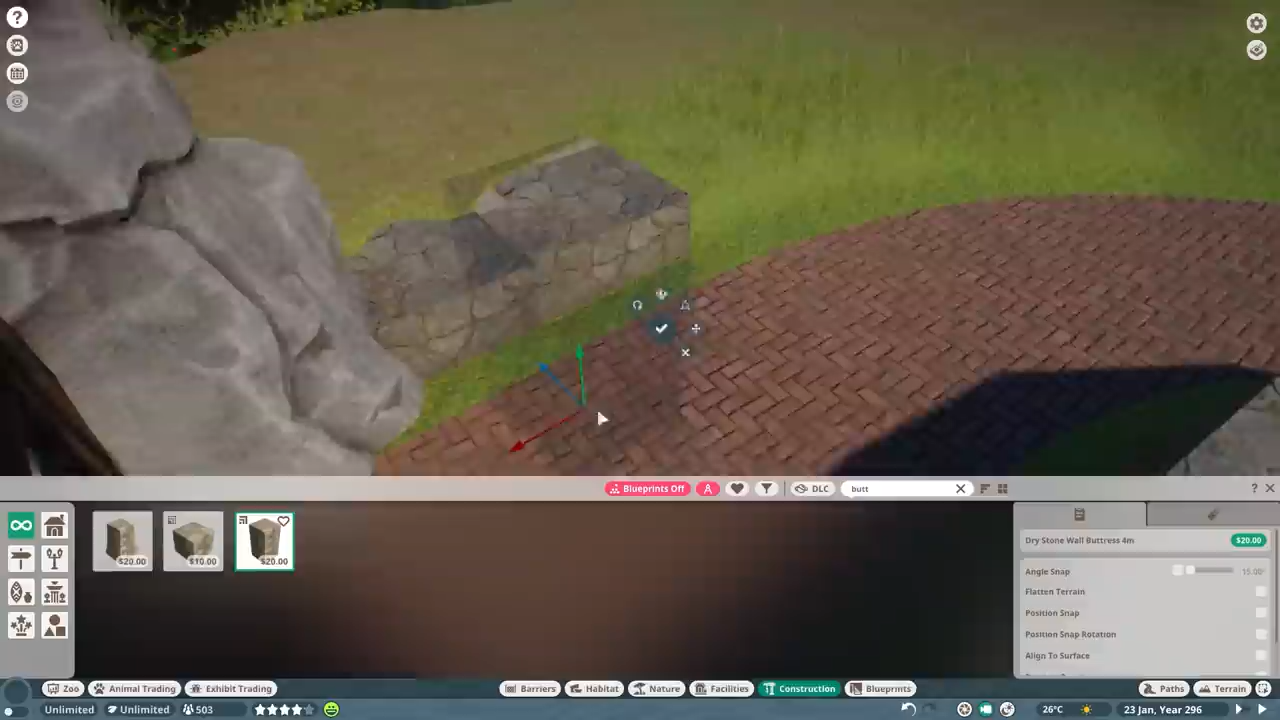 Blueprints Off
DLC
butt
$20.00
$10.00
$20.00
Dry Stone Wall Buttress 4m
$20.00
Angle Snap
15.00°
Flatten Terrain
Position Snap
Position Snap Rotation
Align To Surface
Zoo
Animal Trading
Exhibit Trading
Barriers
Habitat
Nature
Facilities
Construction
Blueprints
Paths
Terrain
Unlimited
Unlimited
503
26°C
23 Jan, Year 296